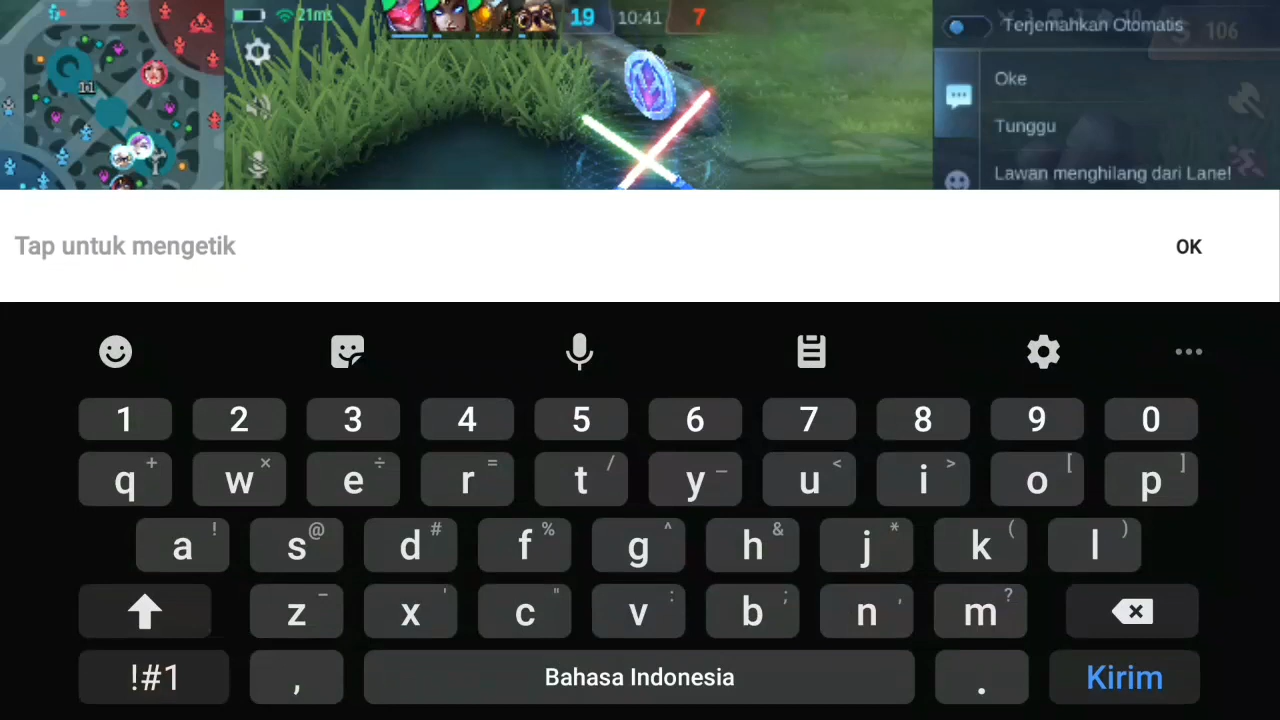 21ms
19 10:41 7
Terjemahkan Otomatis
106
11
Oke
Tunggu
Lawan menghilang dari Lane!
Tap untuk mengetik
OK
1 2 3 4 5 6 7 8 9 0
q + w × e ÷ r = t / y _ u < i > o [ p ]
a ! s @ d # f % g ^ h & j * k ( l )
z - x ' c " v : b ; n , m ?
!#1 , Bahasa Indonesia . Kirim